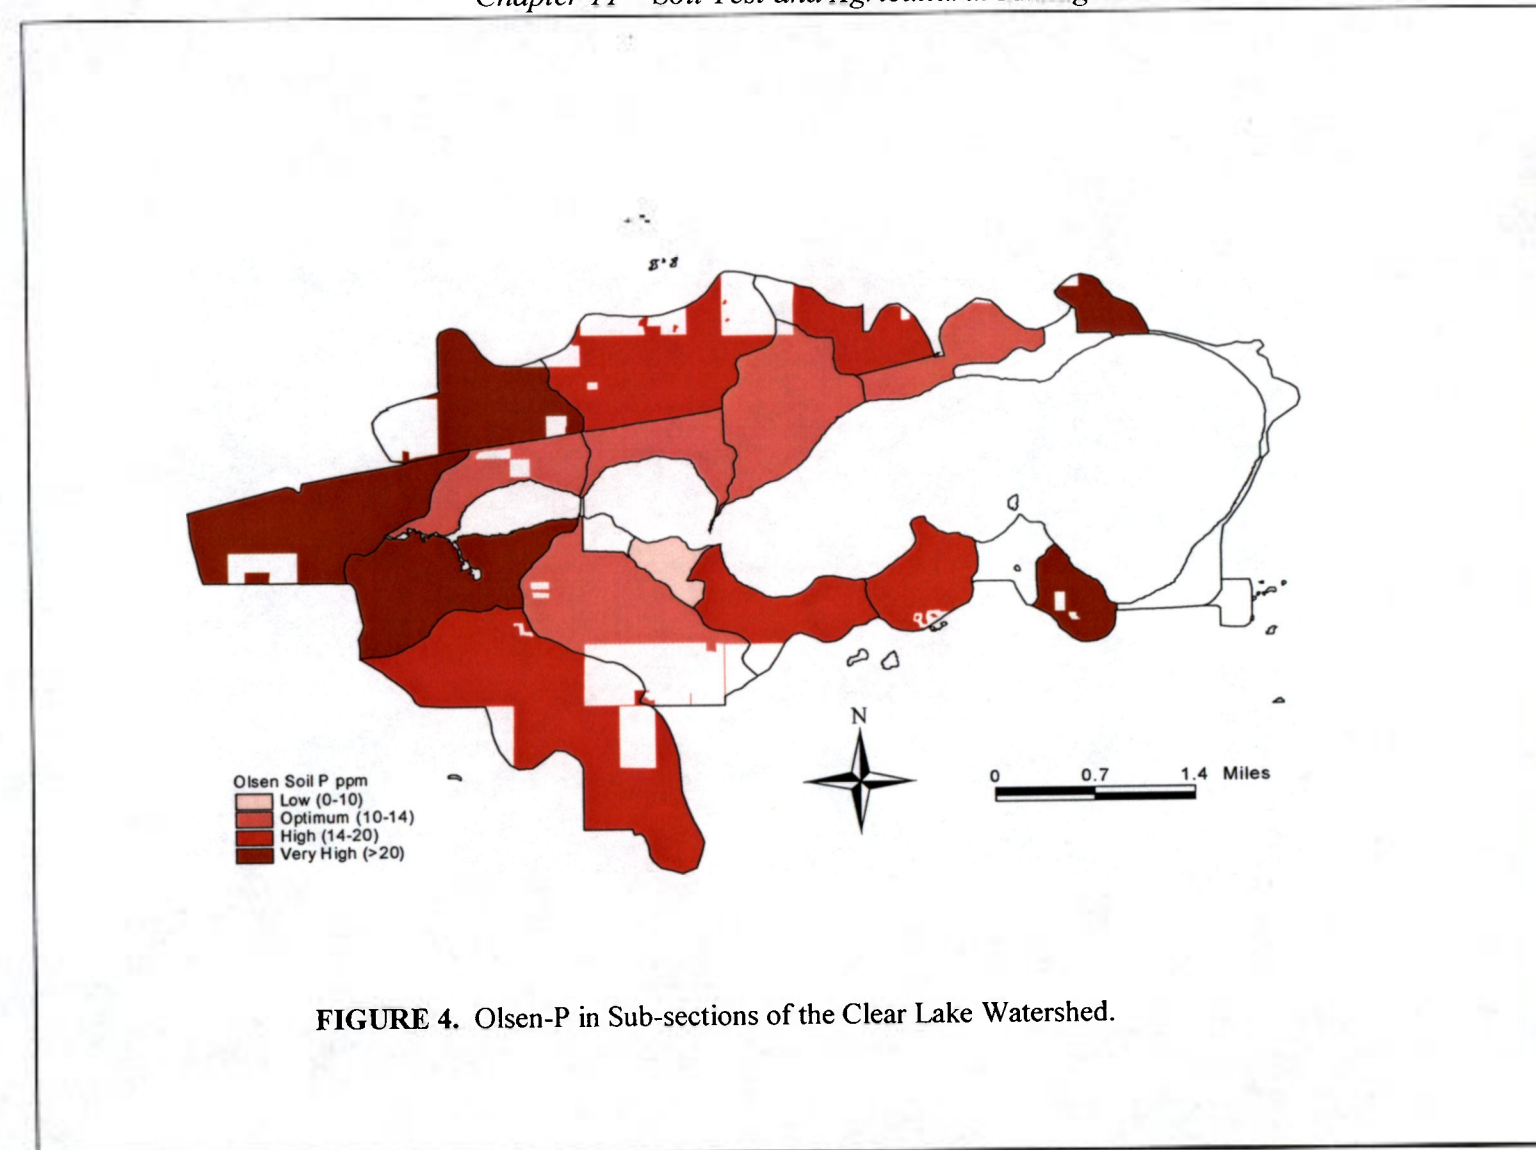 N
0 0.7 1.4 Miles
Olsen Soil P ppm
Low (0-10)
Optimum (10-14)
High (14-20)
Very High (>20)
FIGURE 4. Olsen-P in Sub-sections of the Clear Lake Watershed.